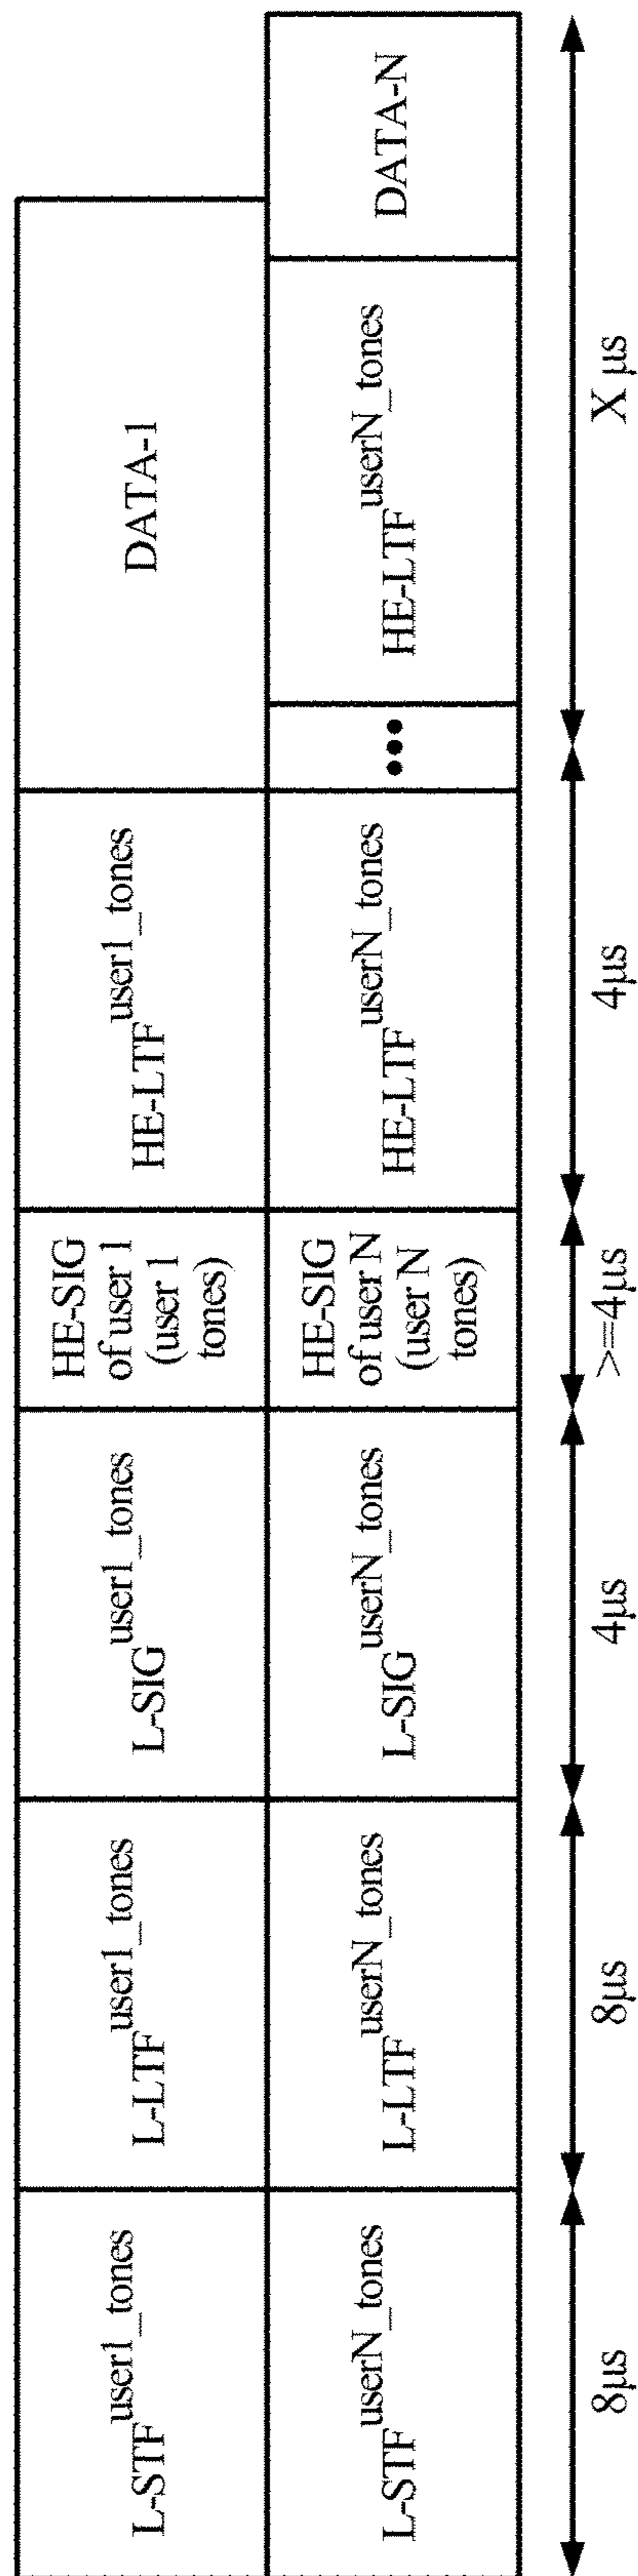 L-STF^user1_tones
L-LTF^user1_tones
L-SIG^user1_tones
HE-SIG
of user 1
(user 1
tones)
HE-LTF^user1_tones
DATA-1
L-STF^userN_tones
L-LTF^userN_tones
L-SIG^userN_tones
HE-SIG
of user N
(user N
tones)
HE-LTF^userN_tones
•••
HE-LTF^userN_tones
DATA-N
8μs
8μs
4μs
>=4μs
4μs
X μs